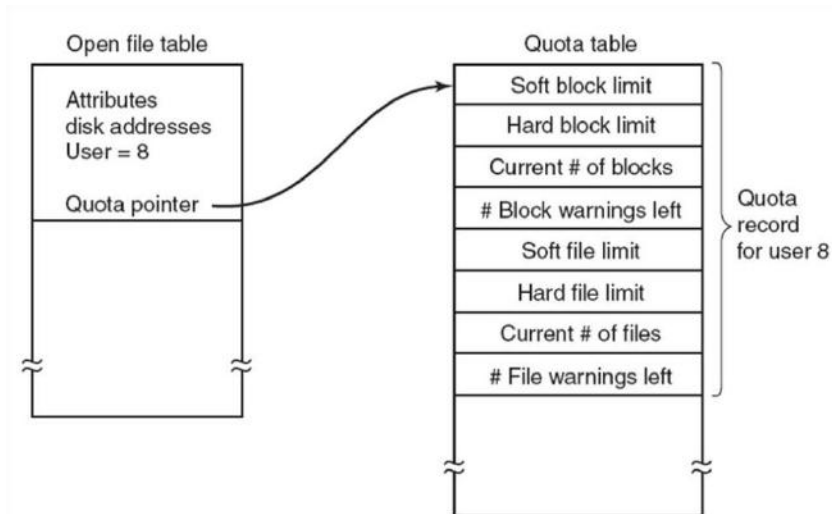 Open file table
Attributes
disk addresses
User = 8
Quota pointer
Quota table
Soft block limit
Hard block limit
Current # of blocks
# Block warnings left
Soft file limit
Hard file limit
Current # of files
# File warnings left
Quota
record
for user 8